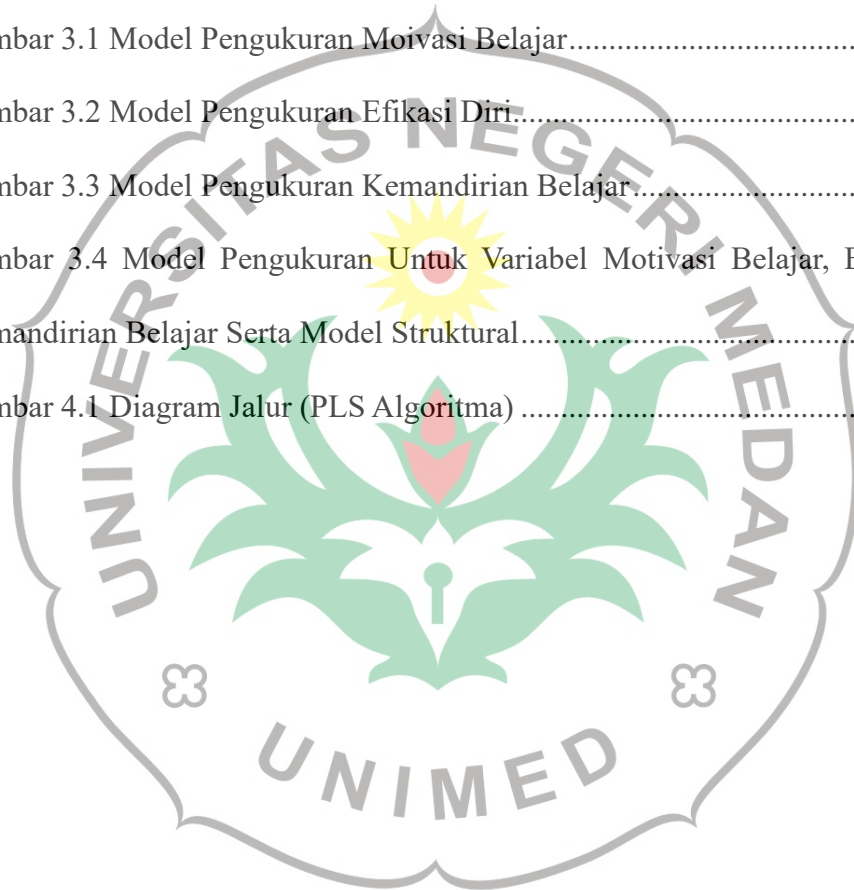 mbar 3.1 Model Pengukuran Moivasi Belajar
mbar 3.2 Model Pengukuran Efikasi Diri
mbar 3.3 Model Pengukuran Kemandirian Belajar
mbar 3.4 Model Pengukuran Untuk Variabel Motivasi Belajar, E
mandirian Belajar Serta Model Struktural
mbar 4.1 Diagram Jalur (PLS Algoritma)
UNIVERSITAS NEGERI MEDAN
UNIMED